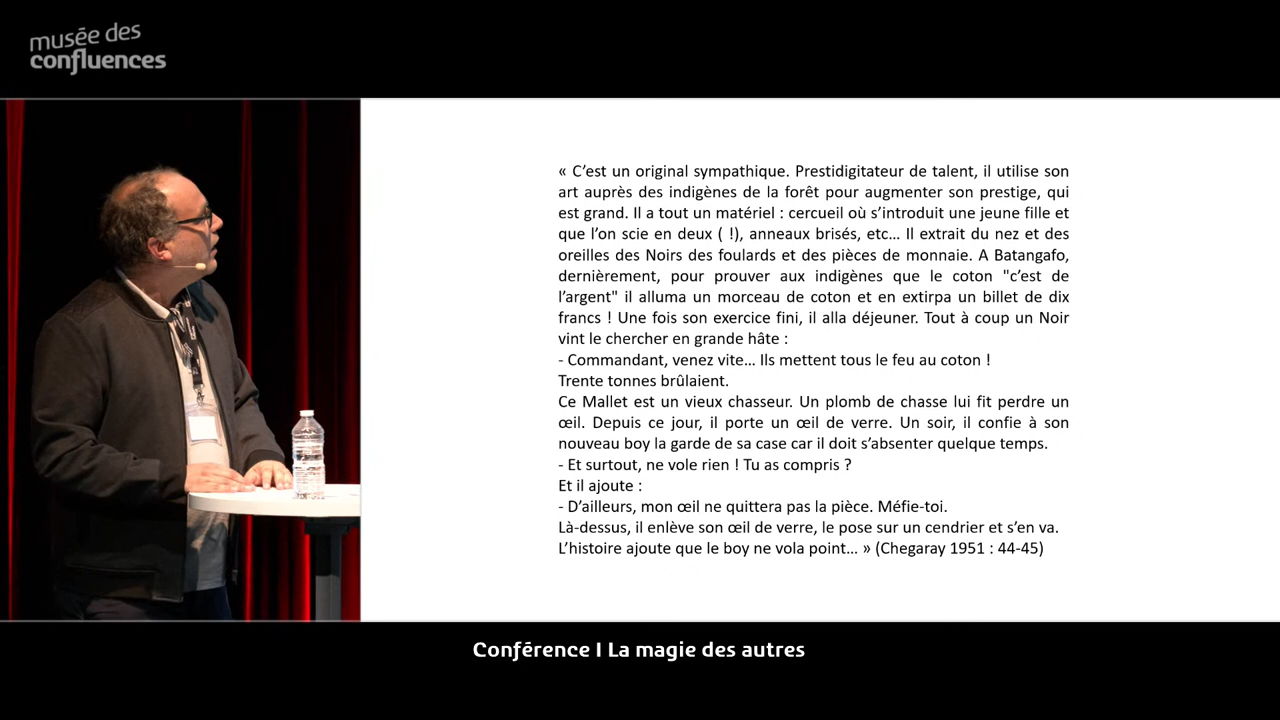 musée des
confluences
« C’est un original sympathique. Prestidigitateur de talent, il utilise son
art auprès des indigènes de la forêt pour augmenter son prestige, qui
est grand. Il a tout un matériel : cercueil où s’introduit une jeune fille et
que l’on scie en deux ( !), anneaux brisés, etc… Il extrait du nez et des
oreilles des Noirs des foulards et des pièces de monnaie. A Batangafo,
dernièrement, pour prouver aux indigènes que le coton "c’est de
l’argent" il alluma un morceau de coton et en extirpa un billet de dix
francs ! Une fois son exercice fini, il alla déjeuner. Tout à coup un Noir
vint le chercher en grande hâte :
- Commandant, venez vite… Ils mettent tous le feu au coton !
Trente tonnes brûlaient.
Ce Mallet est un vieux chasseur. Un plomb de chasse lui fit perdre un
œil. Depuis ce jour, il porte un œil de verre. Un soir, il confie à son
nouveau boy la garde de sa case car il doit s’absenter quelque temps.
- Et surtout, ne vole rien ! Tu as compris ?
Et il ajoute :
- D’ailleurs, mon œil ne quittera pas la pièce. Méfie-toi.
Là-dessus, il enlève son œil de verre, le pose sur un cendrier et s’en va.
L’histoire ajoute que le boy ne vola point… » (Chegaray 1951 : 44-45)
Conférence I La magie des autres